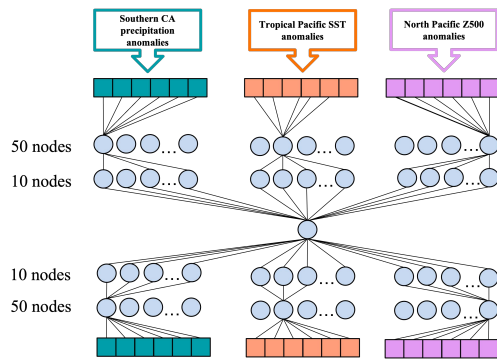 Southern CA
precipitation
anomalies
Tropical Pacific SST
anomalies
North Pacific Z500
anomalies
50 nodes
...
...
...
10 nodes
...
...
...
10 nodes
...
...
...
50 nodes
...
...
...